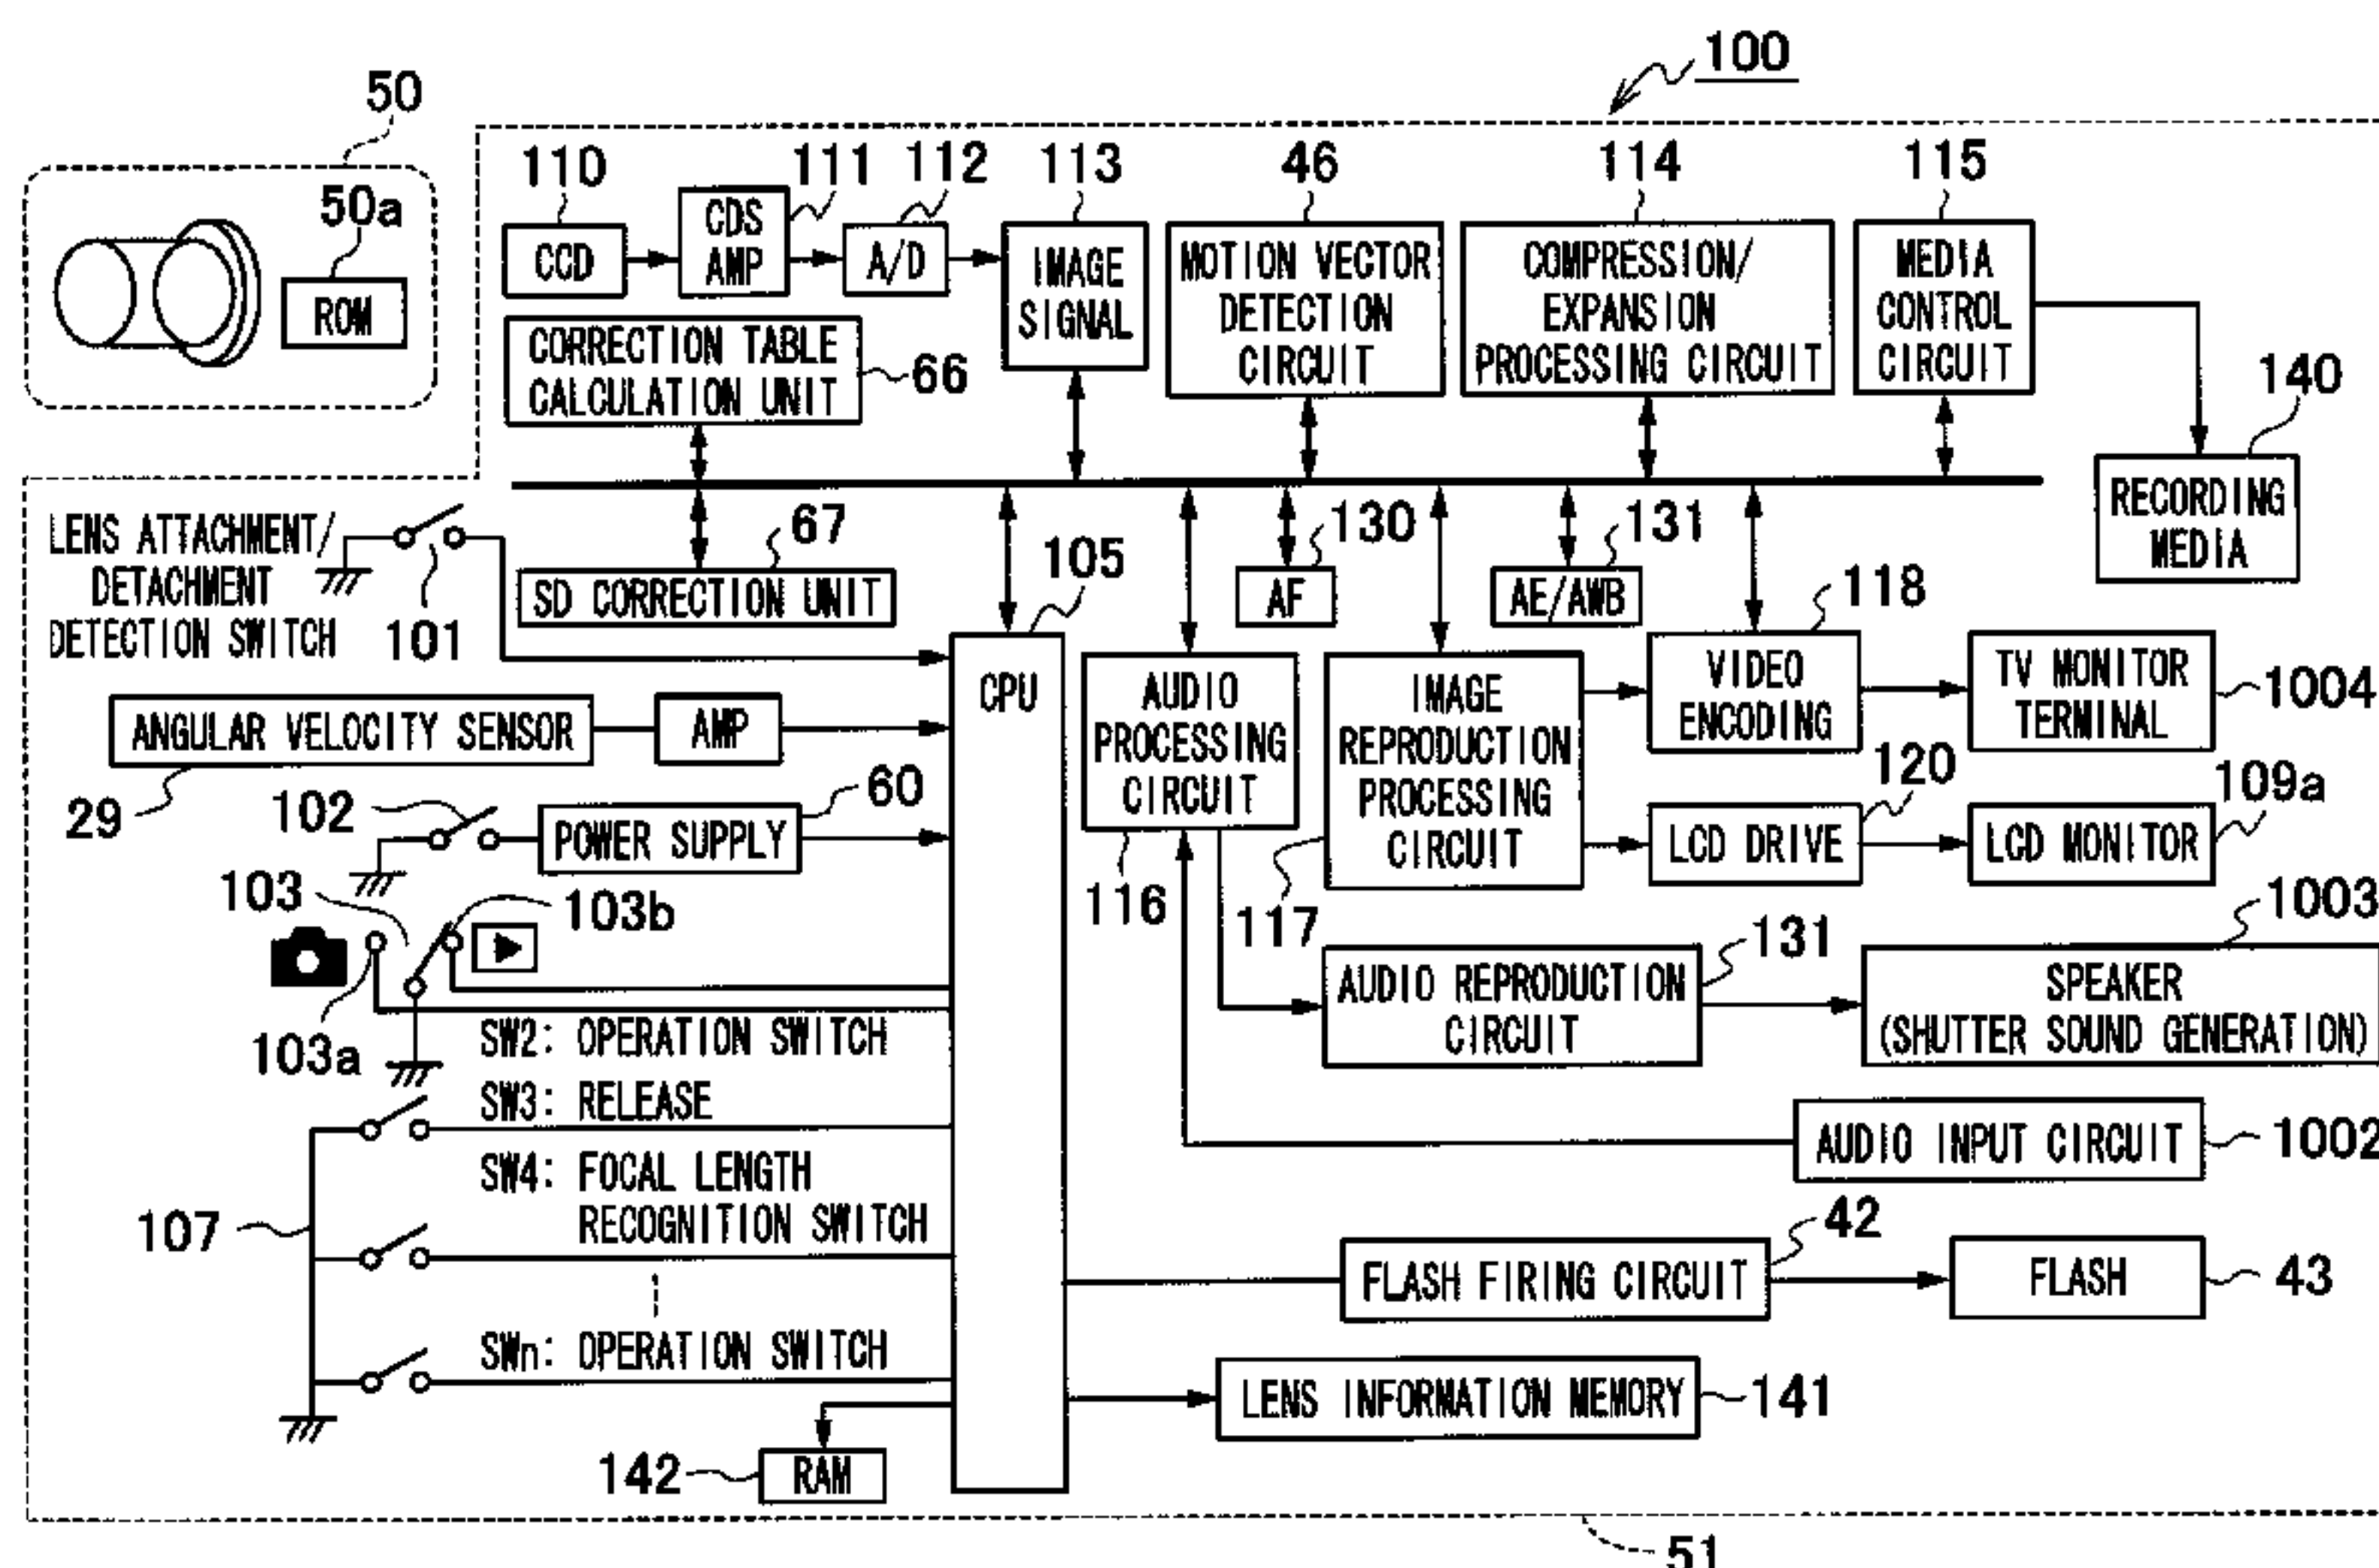 100
50
110
111
112
113
46
114
115
50a
ROM
CCD
CDS
AMP
A/D
IMAGE
SIGNAL
MOTION VECTOR
DETECTION
CIRCUIT
COMPRESSION/
EXPANSION
PROCESSING CIRCUIT
MEDIA
CONTROL
CIRCUIT
CORRECTION TABLE
CALCULATION UNIT
66
140
RECORDING
MEDIA
LENS ATTACHMENT/
DETACHMENT
DETECTION SWITCH
101
67
SD CORRECTION UNIT
105
130
AF
131
AE/AWB
118
CPU
AUDIO
PROCESSING
CIRCUIT
116
IMAGE
REPRODUCTION
PROCESSING
CIRCUIT
117
VIDEO
ENCODING
TV MONITOR
TERMINAL
1004
ANGULAR VELOCITY SENSOR
AMP
29
102
60
POWER SUPPLY
120
LCD DRIVE
109a
LCD MONITOR
103
103b
103a
131
AUDIO REPRODUCTION
CIRCUIT
1003
SPEAKER
(SHUTTER SOUND GENERATION)
SW2: OPERATION SWITCH
SW3: RELEASE
SW4: FOCAL LENGTH
RECOGNITION SWITCH
107
AUDIO INPUT CIRCUIT
1002
42
FLASH FIRING CIRCUIT
FLASH
43
SWn: OPERATION SWITCH
LENS INFORMATION MEMORY
141
142
RAM
51